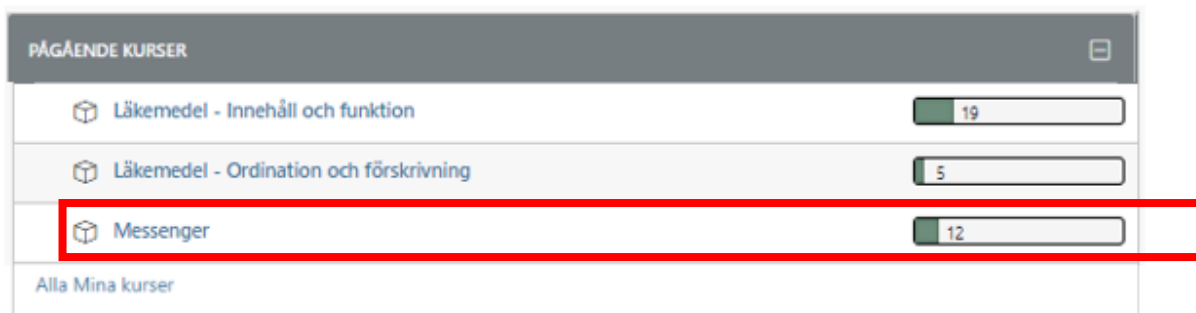 PÅGÅENDE KURSER
Läkemedel - Innehåll och funktion 19
Läkemedel - Ordination och förskrivning 5
Messenger 12
Alla Mina kurser